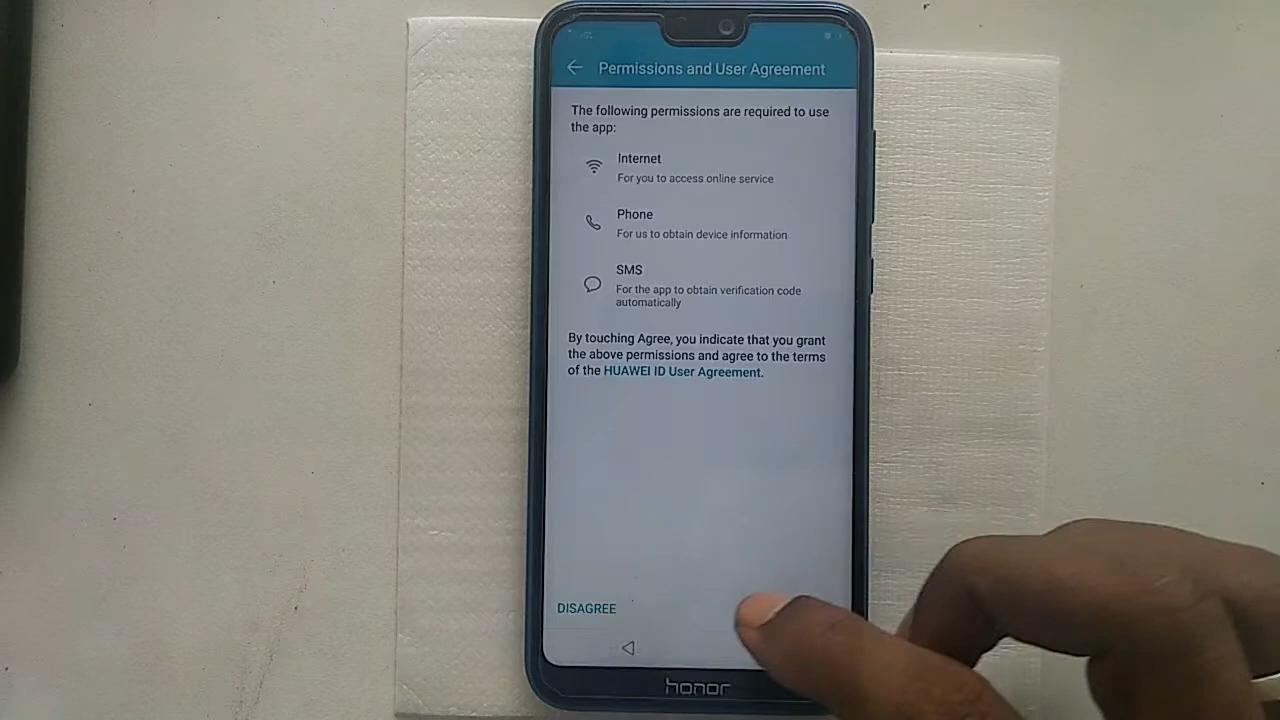 Permissions and User Agreement
The following permissions are required to use
the app:
Internet
For you to access online service
Phone
For us to obtain device information
SMS
For the app to obtain verification code
automatically
By touching Agree, you indicate that you grant
the above permissions and agree to the terms
of the HUAWEI ID User Agreement.
DISAGREE
honor